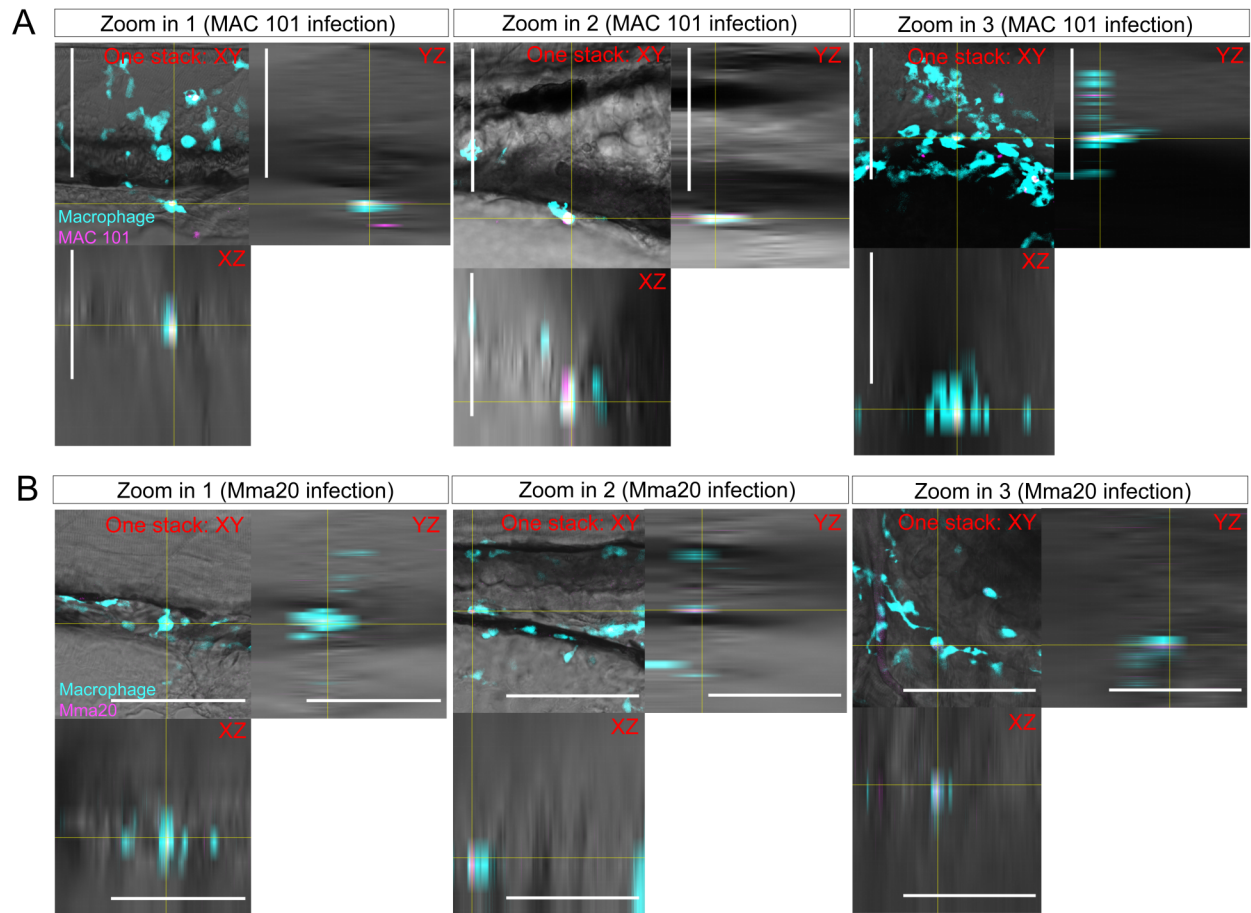 A
Zoom in 1 (MAC 101 infection)
Zoom in 2 (MAC 101 infection)
Zoom in 3 (MAC 101 infection)
One stack: XY
YZ
One stack: XY
YZ
One stack: XY
YZ
Macrophage
MAC 101
XZ
XZ
XZ
B
Zoom in 1 (Mma20 infection)
Zoom in 2 (Mma20 infection)
Zoom in 3 (Mma20 infection)
One stack: XY
YZ
One stack: XY
YZ
One stack: XY
YZ
Macrophage
Mma20
XZ
XZ
XZ